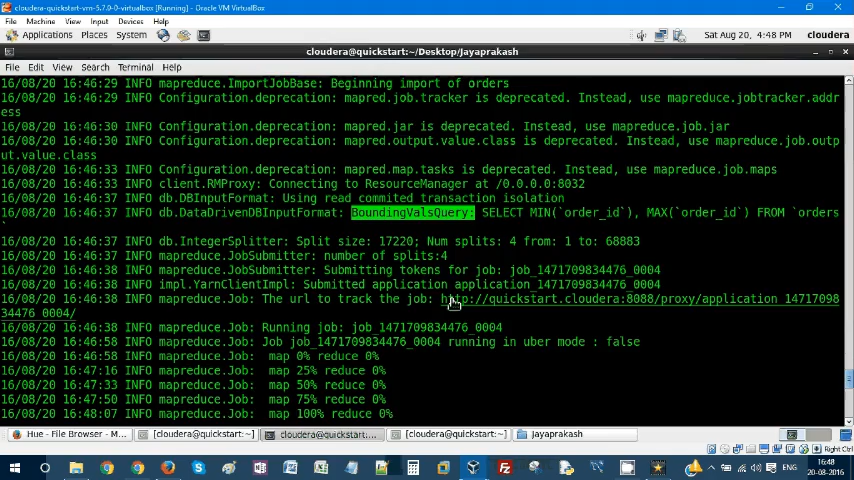 cloudera-quickstart-vm-5.7.0-0-virtualbox [Running] - Oracle VM VirtualBox
File Machine View Input Devices Help
Applications Places System Sat Aug 20, 4:48 PM cloudera
cloudera@quickstart:~/Desktop/Jayaprakash
File Edit View Search Terminal Help
16/08/20 16:46:29 INFO mapreduce.ImportJobBase: Beginning import of orders
16/08/20 16:46:29 INFO Configuration.deprecation: mapred.job.tracker is deprecated. Instead, use mapreduce.jobtracker.addr
ess
16/08/20 16:46:30 INFO Configuration.deprecation: mapred.jar is deprecated. Instead, use mapreduce.job.jar
16/08/20 16:46:30 INFO Configuration.deprecation: mapred.output.value.class is deprecated. Instead, use mapreduce.job.outp
ut.value.class
16/08/20 16:46:33 INFO Configuration.deprecation: mapred.map.tasks is deprecated. Instead, use mapreduce.job.maps
16/08/20 16:46:33 INFO client.RMProxy: Connecting to ResourceManager at /0.0.0.0:8032
16/08/20 16:46:37 INFO db.DBInputFormat: Using read commited transaction isolation
16/08/20 16:46:37 INFO db.DataDrivenDBInputFormat: BoundingValsQuery: SELECT MIN(`order_id`), MAX(`order_id`) FROM `orders
`
16/08/20 16:46:37 INFO db.IntegerSplitter: Split size: 17220; Num splits: 4 from: 1 to: 68883
16/08/20 16:46:37 INFO mapreduce.JobSubmitter: number of splits:4
16/08/20 16:46:38 INFO mapreduce.JobSubmitter: Submitting tokens for job: job_1471709834476_0004
16/08/20 16:46:38 INFO impl.YarnClientImpl: Submitted application application_1471709834476_0004
16/08/20 16:46:38 INFO mapreduce.Job: The url to track the job: http://quickstart.cloudera:8088/proxy/application_14717098
34476_0004/
16/08/20 16:46:38 INFO mapreduce.Job: Running job: job_1471709834476_0004
16/08/20 16:46:58 INFO mapreduce.Job: Job job_1471709834476_0004 running in uber mode : false
16/08/20 16:46:58 INFO mapreduce.Job: map 0% reduce 0%
16/08/20 16:47:16 INFO mapreduce.Job: map 25% reduce 0%
16/08/20 16:47:33 INFO mapreduce.Job: map 50% reduce 0%
16/08/20 16:47:50 INFO mapreduce.Job: map 75% reduce 0%
16/08/20 16:48:07 INFO mapreduce.Job: map 100% reduce 0%
Hue - File Browser - M... [cloudera@quickstart:... cloudera@quickstart:... [cloudera@quickstart:... Jayaprakash
Right Ctrl
ENG 16:48
20-08-2016